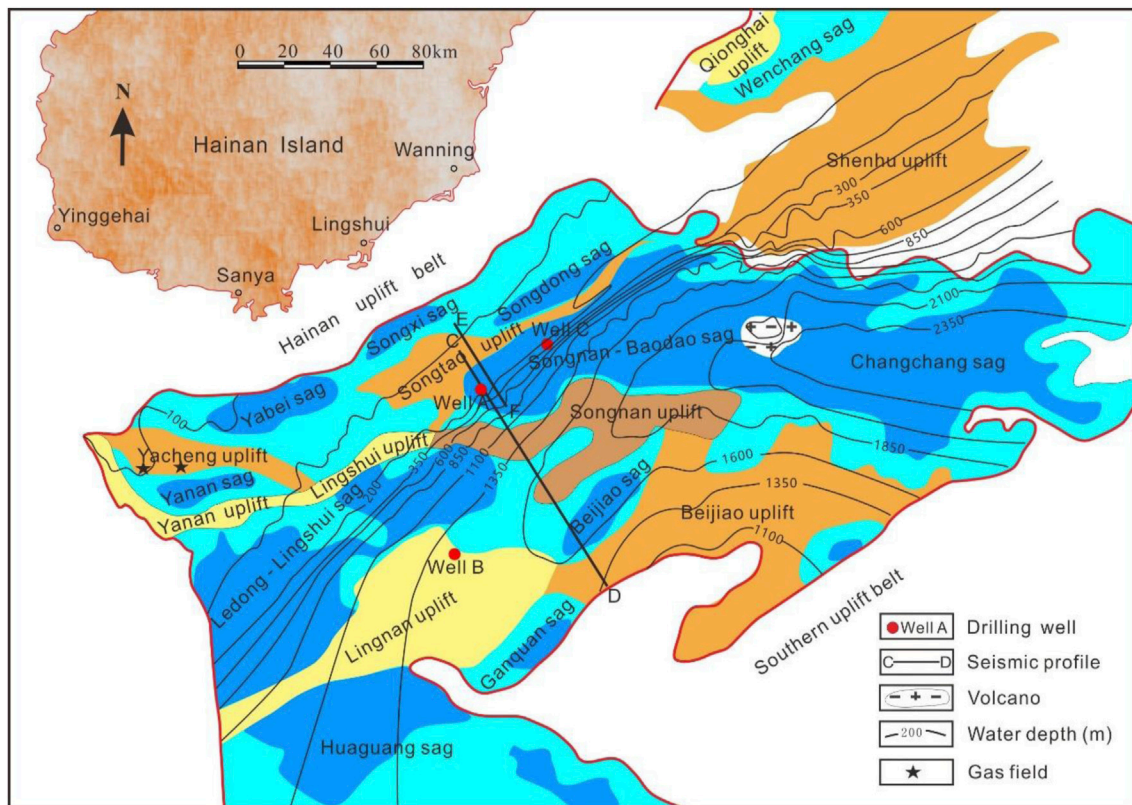 0 20 40 60 80km
N
Hainan Island
Wanning
Yinggehai
Lingshui
Sanya
Qionghai
uplift
Wenchang sag
Shenhu uplift
300
350
600
850
Hainan uplift belt
Songxi sag
Songdong sag
E
C
Songtao uplift
Well C
Songnan - Baodao sag
2100
2350
Changchang sag
Yabei sag
Well A
F
Songnan uplift
100
1850
Yacheng uplift
Lingshui uplift
350
600
850
1100
1350
200
1600
1350
1100
Yanan sag
Yanan uplift
Ledong - Lingshui sag
Beijiao sag
Beijiao uplift
Well B
D
Lingnan uplift
Ganquan sag
Southern uplift belt
Huaguang sag
Well A Drilling well
C D Seismic profile
Volcano
200 Water depth (m)
Gas field